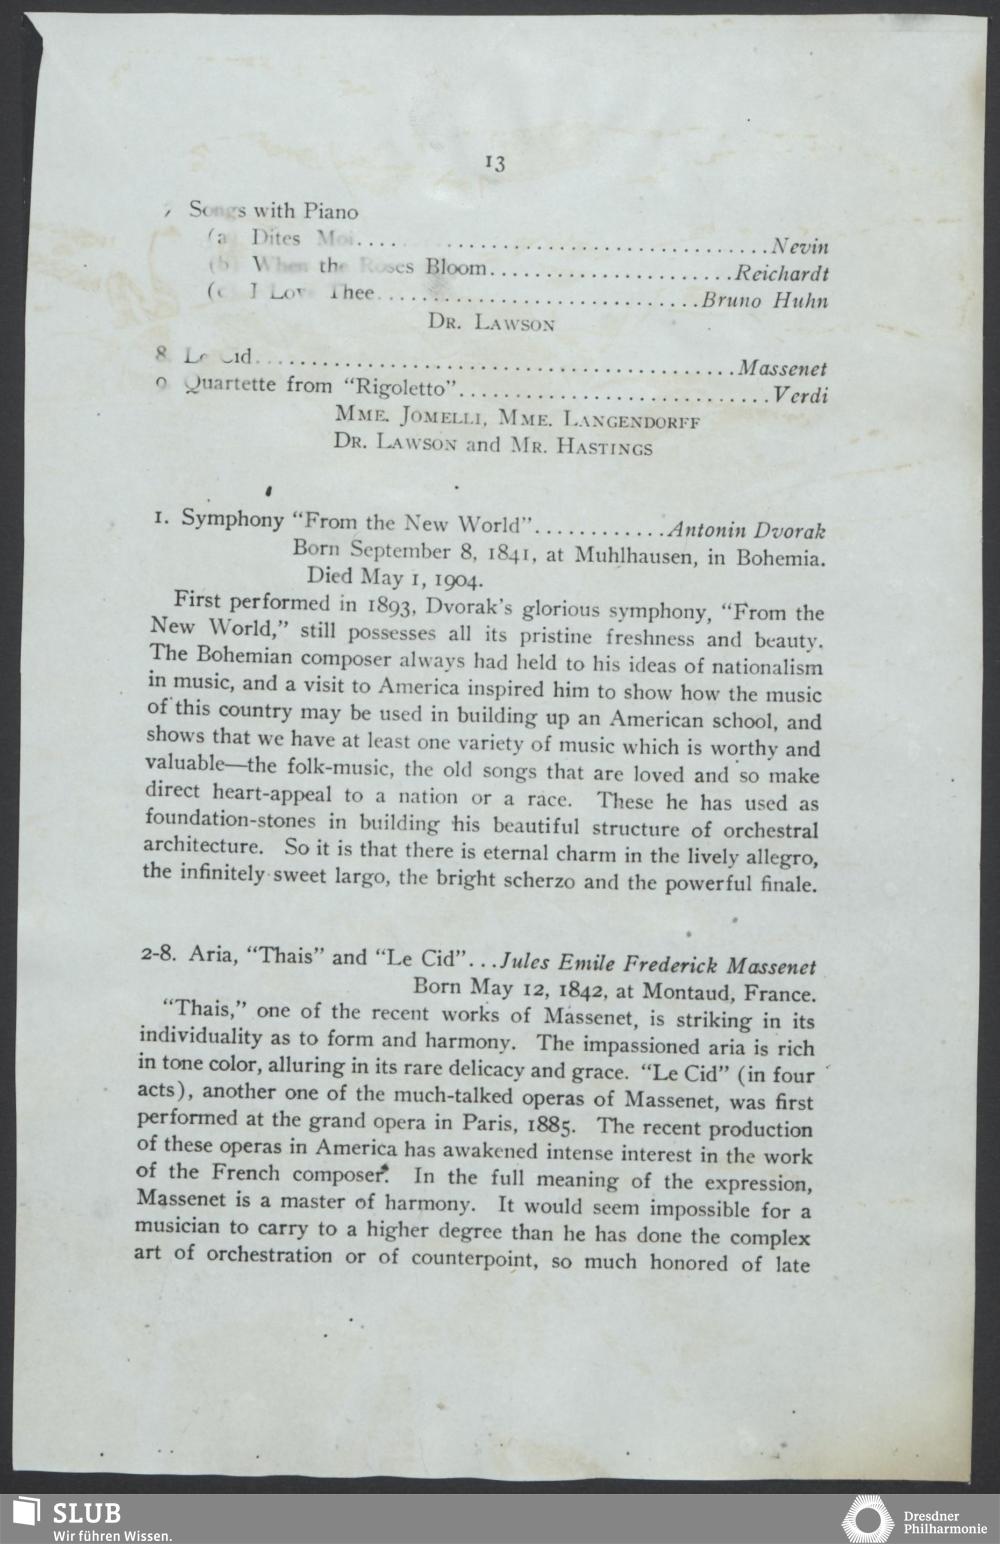 13
Songs with Piano
(a Dites Moi........................................Nevin
(b) When the Roses Bloom.......................Reichardt
(c I Love Thee..............................Bruno Huhn
DR. LAWSON
8 Le Cid..............................................Massenet
Quartette from “Rigoletto”.............................Verdi
MME. JOMELLI, MME. LANGENDORFF
DR. LAWSON and MR. HASTINGS
1. Symphony “From the New World”............Antonin Dvorak
Born September 8, 1841, at Muhlhausen, in Bohemia.
Died May 1, 1904.
First performed in 1893, Dvorak’s glorious symphony, “From the
New World,” still possesses all its pristine freshness and beauty.
The Bohemian composer always had held to his ideas of nationalism
in music, and a visit to America inspired him to show how the music
of this country may be used in building up an American school, and
shows that we have at least one variety of music which is worthy and
valuable—the folk-music, the old songs that are loved and so make
direct heart-appeal to a nation or a race. These he has used as
foundation-stones in building his beautiful structure of orchestral
architecture. So it is that there is eternal charm in the lively allegro,
the infinitely sweet largo, the bright scherzo and the powerful finale.
2-8. Aria, “Thais” and “Le Cid”...Jules Emile Frederick Massenet
Born May 12, 1842, at Montaud, France.
“Thais,” one of the recent works of Massenet, is striking in its
individuality as to form and harmony. The impassioned aria is rich
in tone color, alluring in its rare delicacy and grace. “Le Cid” (in four
acts), another one of the much-talked operas of Massenet, was first
performed at the grand opera in Paris, 1885. The recent production
of these operas in America has awakened intense interest in the work
of the French composer. In the full meaning of the expression,
Massenet is a master of harmony. It would seem impossible for a
musician to carry to a higher degree than he has done the complex
art of orchestration or of counterpoint, so much honored of late
SLUB
Wir führen Wissen.
Dresdner
Philharmonie